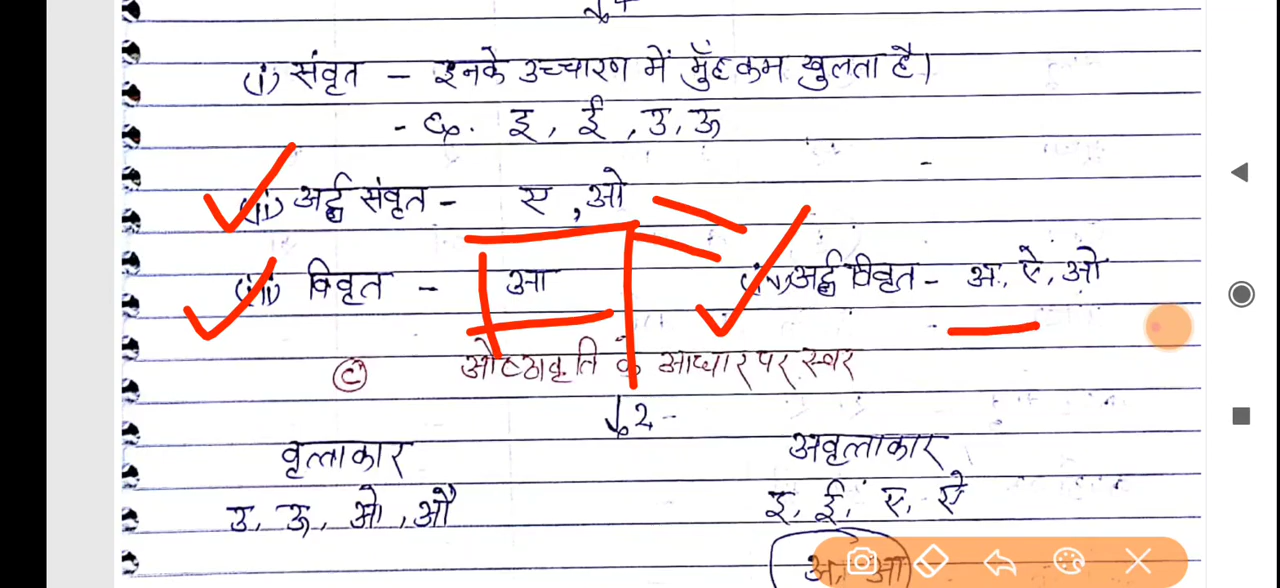 (i) संवृत - इनके उच्चारण में मुँह कम खुलता है।
- eg. इ, ई, उ, ऊ
(ii) अर्द्ध संवृत - ए, ओ
(iii) विवृत - आ (iv) अर्द्ध विवृत - अ, ऐ, औ
(c) ओष्ठाकृति के आधार पर स्वर
↓ 2 -
वृत्ताकार अवृत्ताकार
उ, ऊ, ओ, औ इ, ई, ए, ऐ
अ, आ